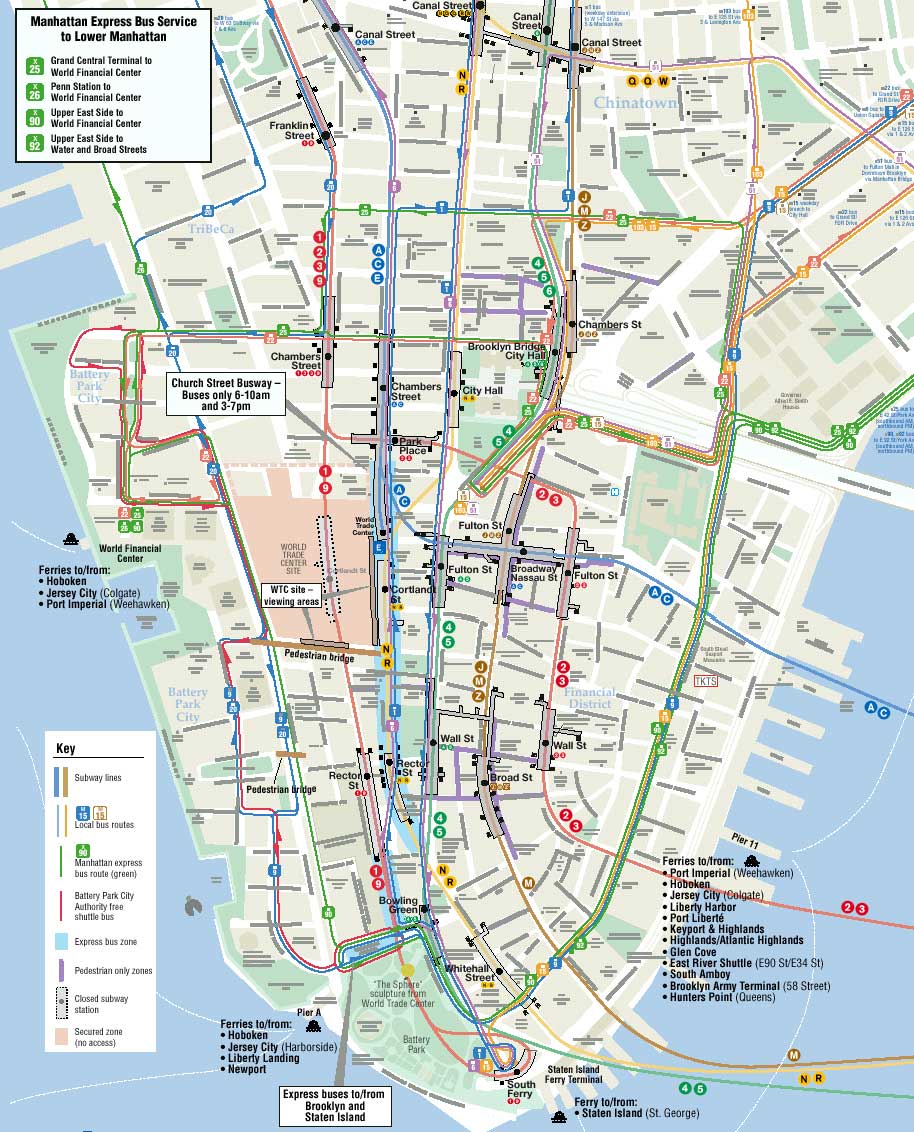 Manhattan Express Bus Service
to Lower Manhattan
X 25 Grand Central Terminal to
World Financial Center
X 26 Penn Station to
World Financial Center
X 90 Upper East Side to
World Financial Center
X 92 Upper East Side to
Water and Broad Streets
Canal Street
Canal Street
Canal
Street
Canal Street
Chinatown
Franklin
Street
TriBeCa
Chambers St
Brooklyn Bridge
City Hall
Chambers
Street
Chambers
Street
City Hall
Battery
Park
City
Church Street Busway –
Buses only 6-10am
and 3-7pm
Park
Place
Governor
Alfred E. Smith
Houses
World
Trade
Center
WORLD
TRADE
CENTER
SITE
Cortlandt St
Fulton St
Fulton St
Broadway
Nassau St
Fulton St
World Financial
Center
Ferries to/from:
• Hoboken
• Jersey City (Colgate)
• Port Imperial (Weehawken)
WTC site –
viewing areas
Cortland
St
Pedestrian bridge
South Street
Seaport
Museums
TKTS
Battery
Park
City
Financial
District
Wall St
Wall St
Rector
St
Rector
St
Broad St
Pedestrian bridge
Key
Subway lines
M 15 M 15 Local bus routes
X 90 Manhattan express
bus route (green)
Battery Park City
Authority free
shuttle bus
Express bus zone
Pedestrian only zones
Closed subway
station
Secured zone
(no access)
Pier 11
Ferries to/from:
• Port Imperial (Weehawken)
• Hoboken
• Jersey City (Colgate)
• Liberty Harbor
• Port Liberté
• Keyport & Highlands
• Highlands/Atlantic Highlands
• Glen Cove
• East River Shuttle (E90 St/E34 St)
• South Amboy
• Brooklyn Army Terminal (58 Street)
• Hunters Point (Queens)
Bowling
Green
Whitehall
Street
"The Sphere"
sculpture from
World Trade Center
Pier A
Ferries to/from:
• Hoboken
• Jersey City (Harborside)
• Liberty Landing
• Newport
Battery
Park
Express buses to/from
Brooklyn and
Staten Island
South
Ferry
Staten Island
Ferry Terminal
Ferry to/from:
• Staten Island (St. George)